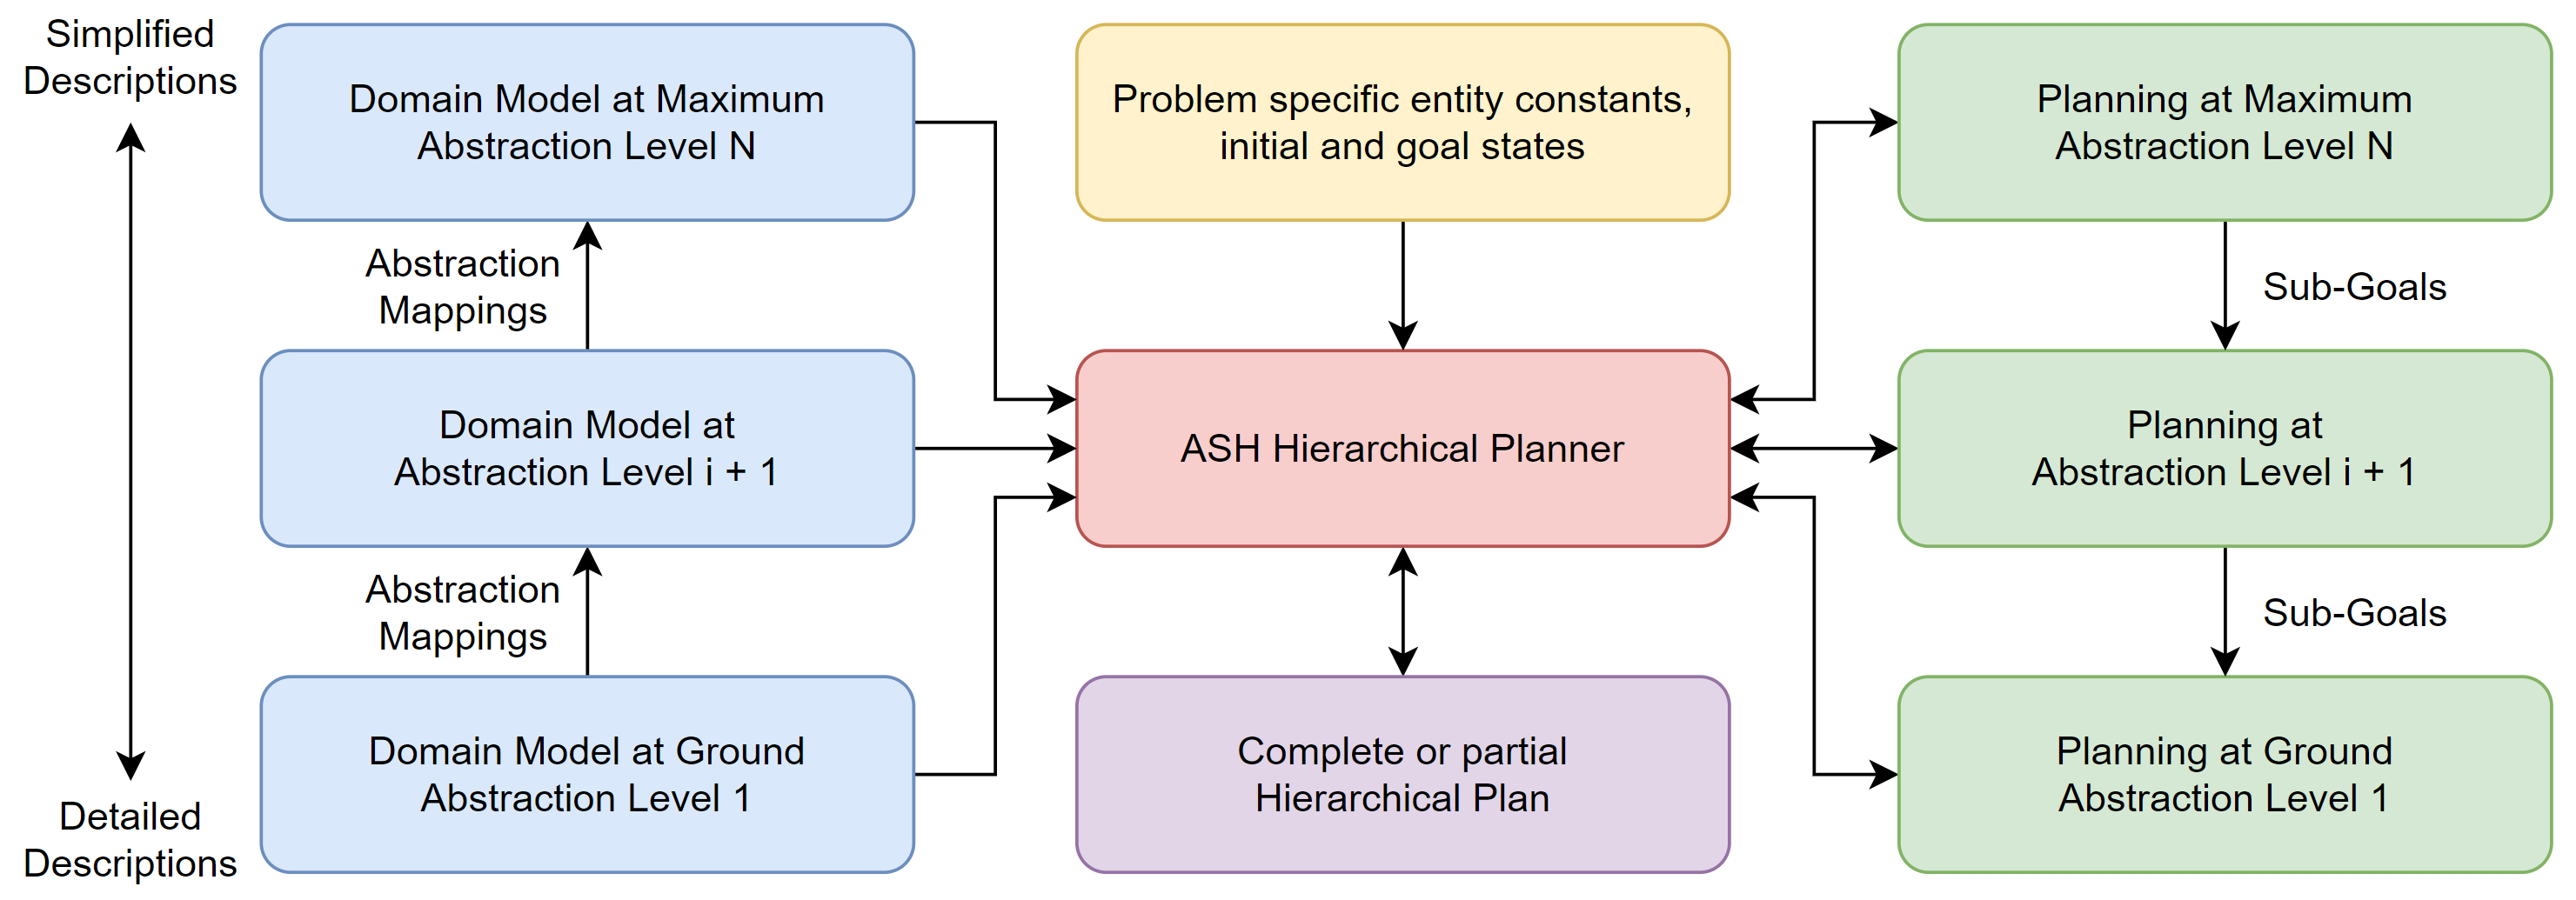 Simplified
Descriptions
Domain Model at Maximum
Abstraction Level N
Problem specific entity constants,
initial and goal states
Planning at Maximum
Abstraction Level N
Abstraction
Mappings
Sub-Goals
Domain Model at
Abstraction Level i + 1
ASH Hierarchical Planner
Planning at
Abstraction Level i + 1
Abstraction
Mappings
Sub-Goals
Domain Model at Ground
Abstraction Level 1
Complete or partial
Hierarchical Plan
Planning at Ground
Abstraction Level 1
Detailed
Descriptions